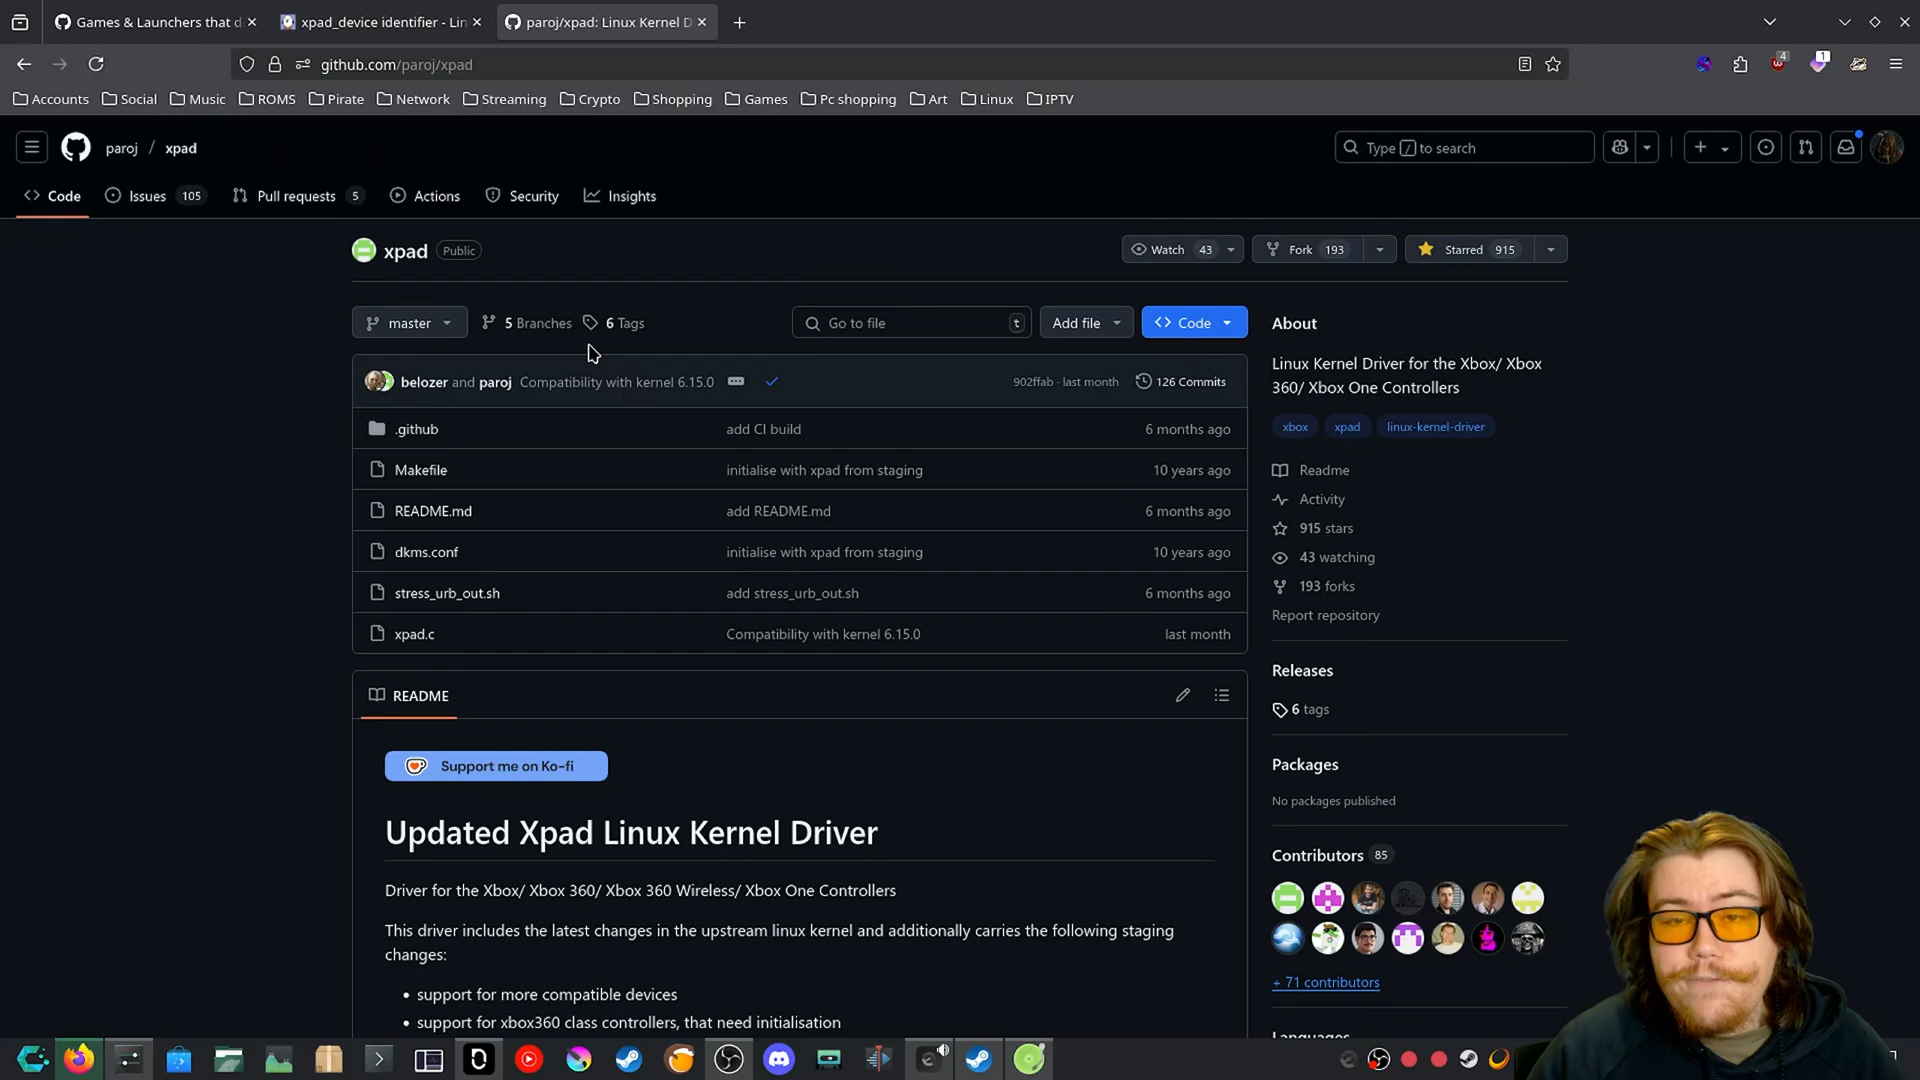 Games & Launchers that d
xpad_device identifier - Lin
paroj/xpad: Linux Kernel D
github.com/paroj/xpad
4
1
Accounts
Social
Music
ROMS
Pirate
Network
Streaming
Crypto
Shopping
Games
Pc shopping
Art
Linux
IPTV
paroj / xpad
Type / to search
Code
Issues 105
Pull requests 5
Actions
Security
Insights
xpad Public
Watch 43
Fork 193
Starred 915
master
5 Branches
6 Tags
Go to file t
Add file
Code
belozer and paroj Compatibility with kernel 6.15.0
902ffab · last month
126 Commits
.github add CI build 6 months ago
Makefile initialise with xpad from staging 10 years ago
README.md add README.md 6 months ago
dkms.conf initialise with xpad from staging 10 years ago
stress_urb_out.sh add stress_urb_out.sh 6 months ago
xpad.c Compatibility with kernel 6.15.0 last month
README
Support me on Ko-fi
Updated Xpad Linux Kernel Driver
Driver for the Xbox/ Xbox 360/ Xbox 360 Wireless/ Xbox One Controllers
This driver includes the latest changes in the upstream linux kernel and additionally carries the following staging
changes:
• support for more compatible devices
• support for xbox360 class controllers, that need initialisation
About
Linux Kernel Driver for the Xbox/ Xbox
360/ Xbox One Controllers
xbox xpad linux-kernel-driver
Readme
Activity
915 stars
43 watching
193 forks
Report repository
Releases
6 tags
Packages
No packages published
Contributors 85
+ 71 contributors
Languages